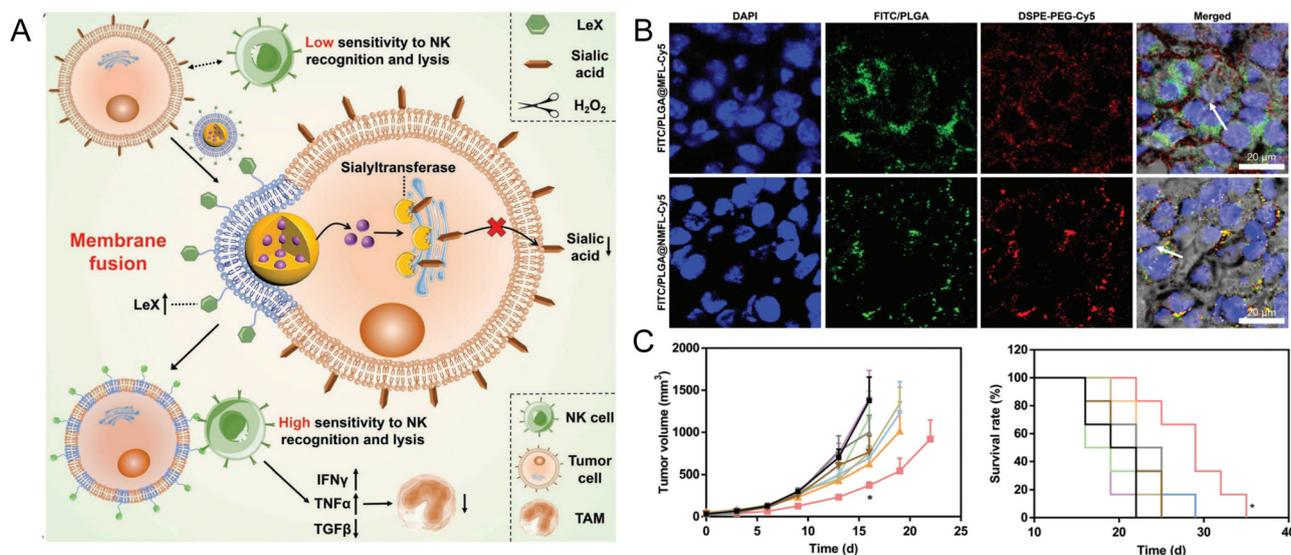 A
Low sensitivity to NK
recognition and lysis
LeX
Sialic
acid
H₂O₂
Sialyltransferase
Membrane
fusion
Sialic
acid
LeX
High sensitivity to NK
recognition and lysis
IFNγ
TNFα
TGFβ
NK cell
Tumor
cell
TAM
B
DAPI
FITC/PLGA
DSPE-PEG-Cy5
Merged
FITC/PLGA@MFL-Cy5
20 μm
FITC/PLGA@NMFL-Cy5
20 μm
C
Tumor volume (mm³)
2000
1500
1000
500
0
*
0
5
10
15
20
25
Time (d)
Survival rate (%)
120
100
80
60
40
20
0
*
10
20
30
40
Time (d)